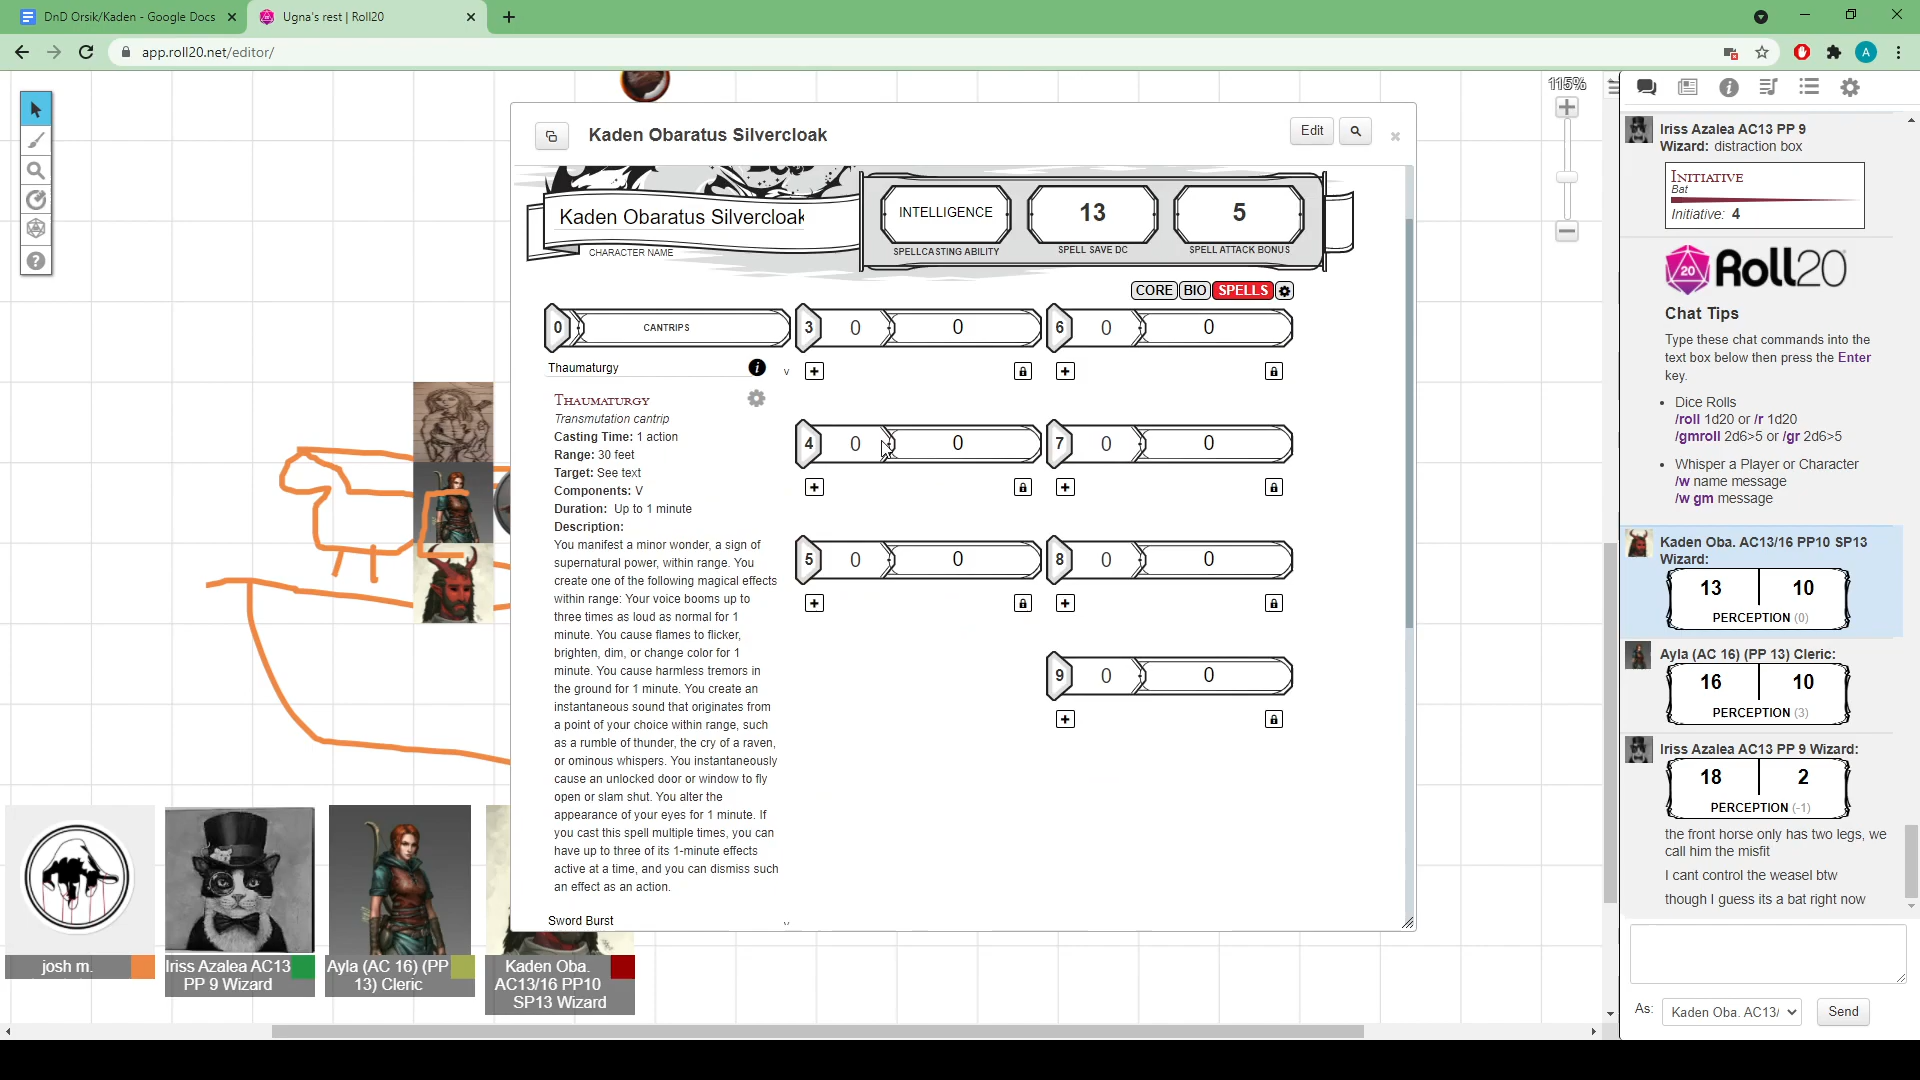 DnD Orsik/Kaden - Google Docs
Ugna's rest | Roll20
app.roll20.net/editor/
A
115%
Kaden Obaratus Silvercloak
Edit
Kaden Obaratus Silvercloak
CHARACTER NAME
INTELLIGENCE
13
5
SPELLCASTING ABILITY
SPELL SAVE DC
SPELL ATTACK BONUS
CORE
BIO
SPELLS
0
CANTRIPS
3
0
0
6
0
0
Thaumaturgy
V
THAUMATURGY
Transmutation cantrip
Casting Time: 1 action
Range: 30 feet
Target: See text
Components: V
Duration: Up to 1 minute
Description:
You manifest a minor wonder, a sign of
supernatural power, within range. You
create one of the following magical effects
within range: Your voice booms up to
three times as loud as normal for 1
minute. You cause flames to flicker,
brighten, dim, or change color for 1
minute. You cause harmless tremors in
the ground for 1 minute. You create an
instantaneous sound that originates from
a point of your choice within range, such
as a rumble of thunder, the cry of a raven,
or ominous whispers. You instantaneously
cause an unlocked door or window to fly
open or slam shut. You alter the
appearance of your eyes for 1 minute. If
you cast this spell multiple times, you can
have up to three of its 1-minute effects
active at a time, and you can dismiss such
an effect as an action.
Sword Burst
4
0
0
7
0
0
5
0
0
8
0
0
9
0
0
josh m.
Iriss Azalea AC13
PP 9 Wizard
Ayla (AC 16) (PP
13) Cleric
Kaden Oba.
AC13/16 PP10
SP13 Wizard
Iriss Azalea AC13 PP 9
Wizard: distraction box
INITIATIVE
Bat
Initiative: 4
20
Roll20
Chat Tips
Type these chat commands into the
text box below then press the Enter
key.
• Dice Rolls
/roll 1d20 or /r 1d20
/gmroll 2d6>5 or /gr 2d6>5
• Whisper a Player or Character
/w name message
/w gm message
Kaden Oba. AC13/16 PP10 SP13
Wizard:
13
10
PERCEPTION (0)
Ayla (AC 16) (PP 13) Cleric:
16
10
PERCEPTION (3)
Iriss Azalea AC13 PP 9 Wizard:
18
2
PERCEPTION (-1)
the front horse only has two legs, we
call him the misfit
I cant control the weasel btw
though I guess its a bat right now
As:
Kaden Oba. AC13/
Send